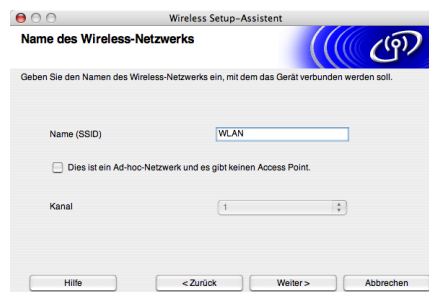 Wireless Setup-Assistent
Name des Wireless-Netzwerks
Geben Sie den Namen des Wireless-Netzwerks ein, mit dem das Gerät verbunden werden soll.
Name (SSID) WLAN
Dies ist ein Ad-hoc-Netzwerk und es gibt keinen Access Point.
Kanal 1
Hilfe < Zurück Weiter > Abbrechen